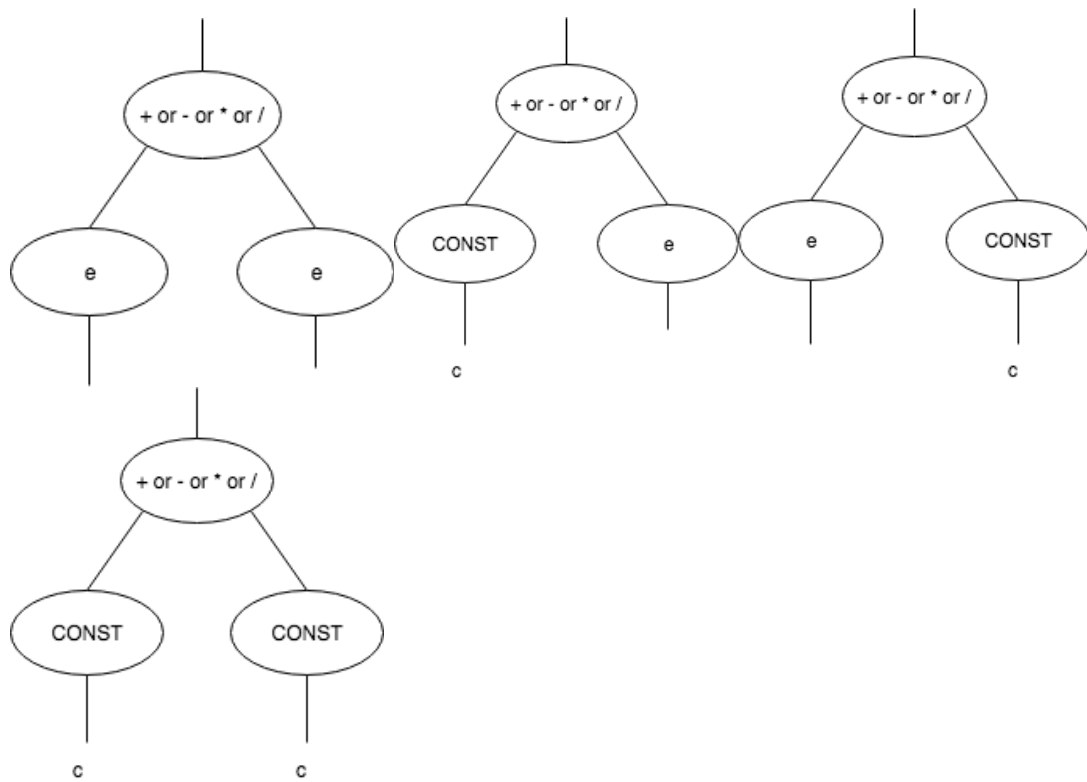 + or - or * or /
e
e
+ or - or * or /
CONST
e
c
+ or - or * or /
e
CONST
c
+ or - or * or /
CONST
CONST
c
c